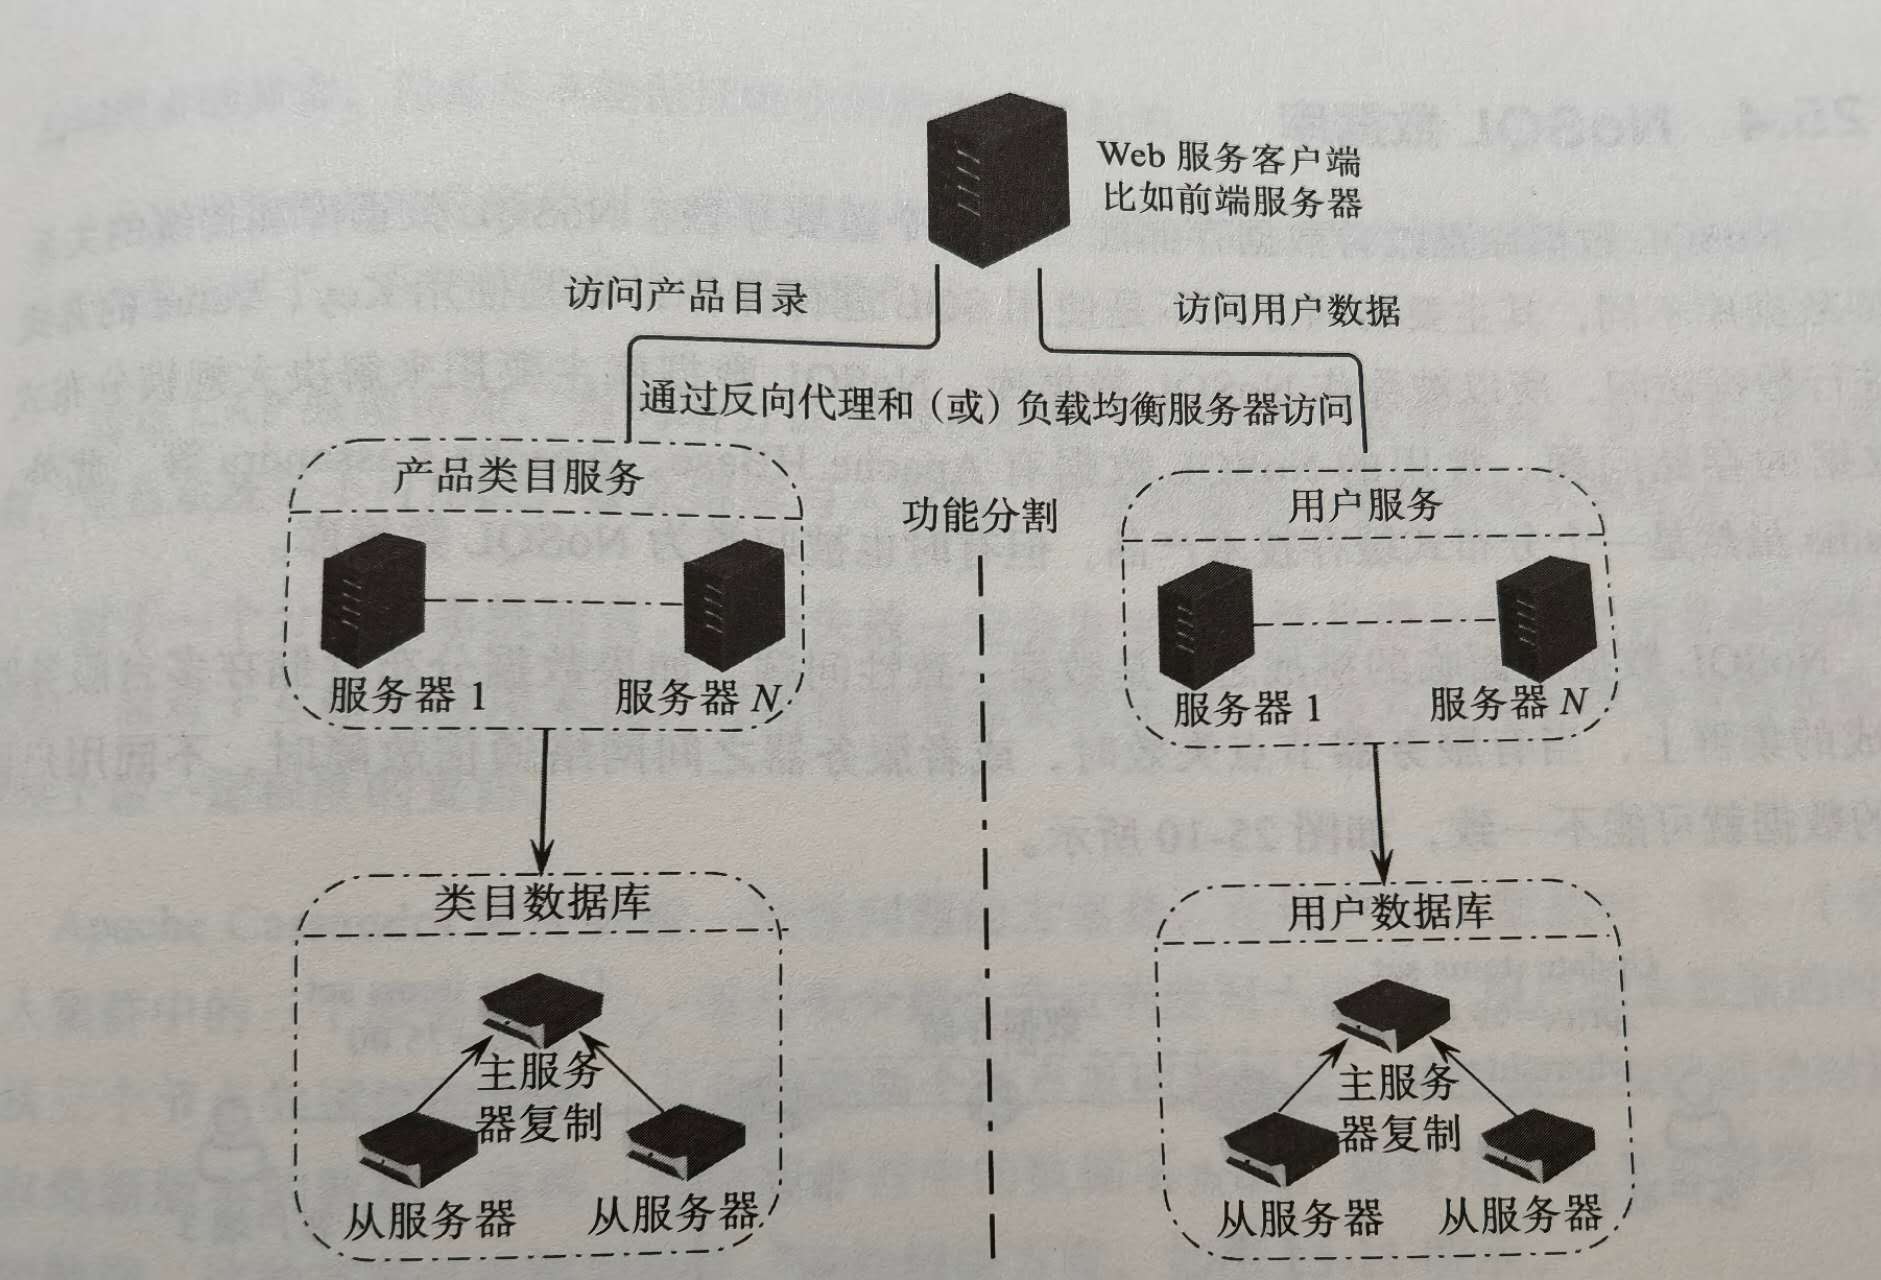 Web 服务客户端
比如前端服务器
访问产品目录
访问用户数据
通过反向代理和（或）负载均衡服务器访问
产品类目服务
功能分割
用户服务
服务器 1
服务器 N
服务器 1
服务器 N
类目数据库
用户数据库
主服务
器复制
主服务
器复制
从服务器
从服务器
从服务器
从服务器